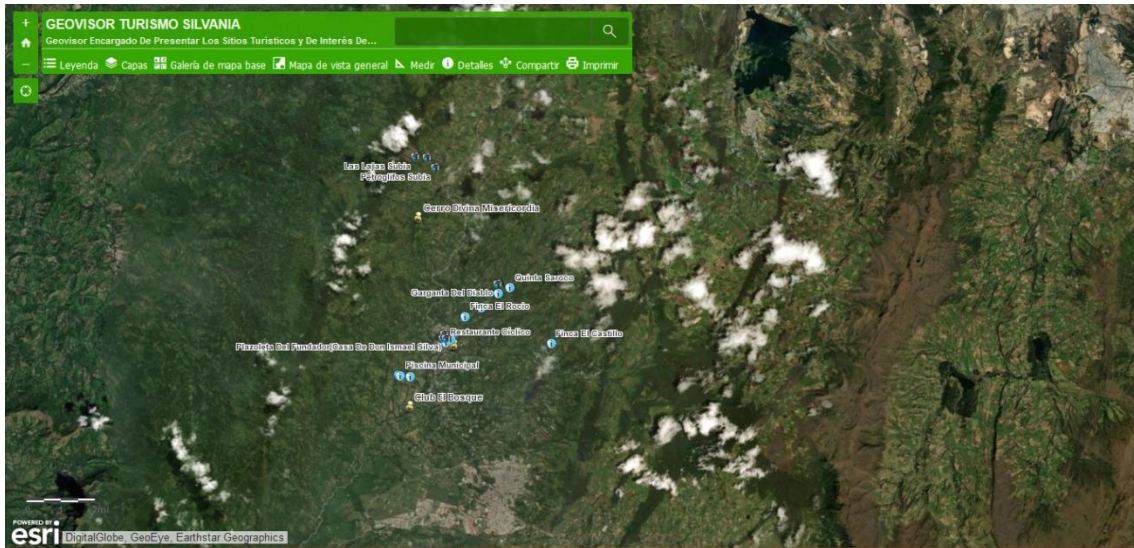 GEOVISOR TURISMO SILVANIA
Geovisor Encargado De Presentar Los Sitios Turísticos y De Interés De...
Leyenda Capas Galería de mapa base Mapa de vista general Medir Detalles Compartir Imprimir
Las Lajas Subia
Petroglifos Subia
Cerro Divina Misericordia
Quinta Saroco
Garganta Del Diablo
Finca El Rocio
Restaurante Ciclico
Finca El Castillo
Plazoleta Del Fundador(Casa De Don Ismael Silva)
Piscina Municipal
Club El Bosque
POWERED BY
esri
DigitalGlobe, GeoEye, Earthstar Geographics